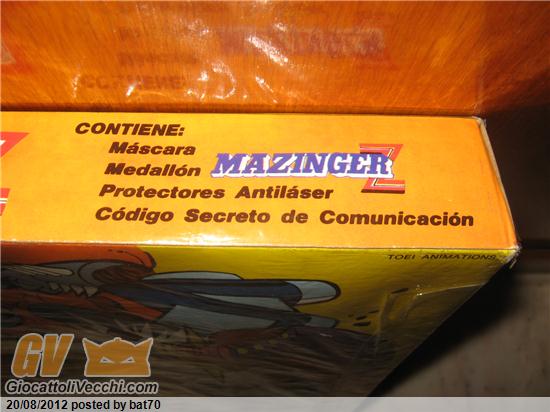 CONTIENE:
Máscara
Medallón MAZINGER Z
Protectores Antiláser
Código Secreto de Comunicación
TOEI ANIMATIONS
GV
GiocattoliVecchi.com
20/08/2012 posted by bat70